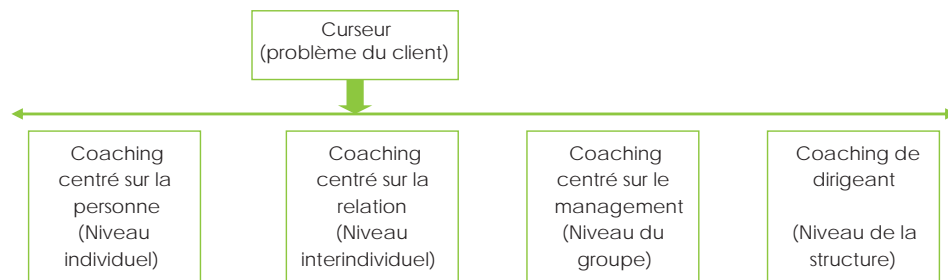 Curseur
(problème du client)
Coaching
centré sur la
personne
(Niveau
individuel)
Coaching
centré sur la
relation
(Niveau
interindividuel)
Coaching
centré sur le
management
(Niveau du
groupe)
Coaching de
dirigeant
(Niveau de la
structure)